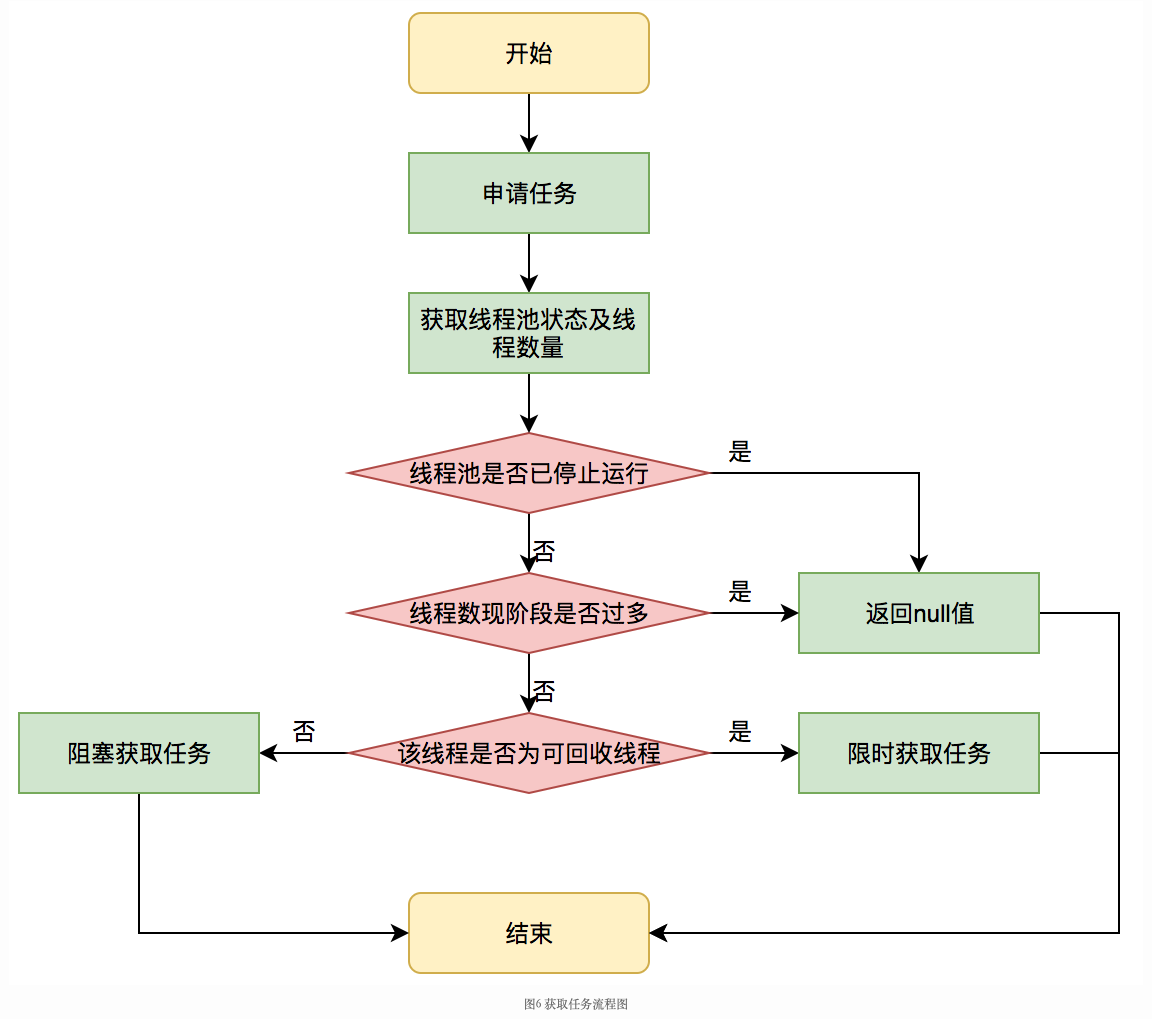 开始
申请任务
获取线程池状态及线
程数量
线程池是否已停止运行
是
否
线程数现阶段是否过多
是
返回null值
否
阻塞获取任务
否
该线程是否为可回收线程
是
限时获取任务
结束
图6 获取任务流程图